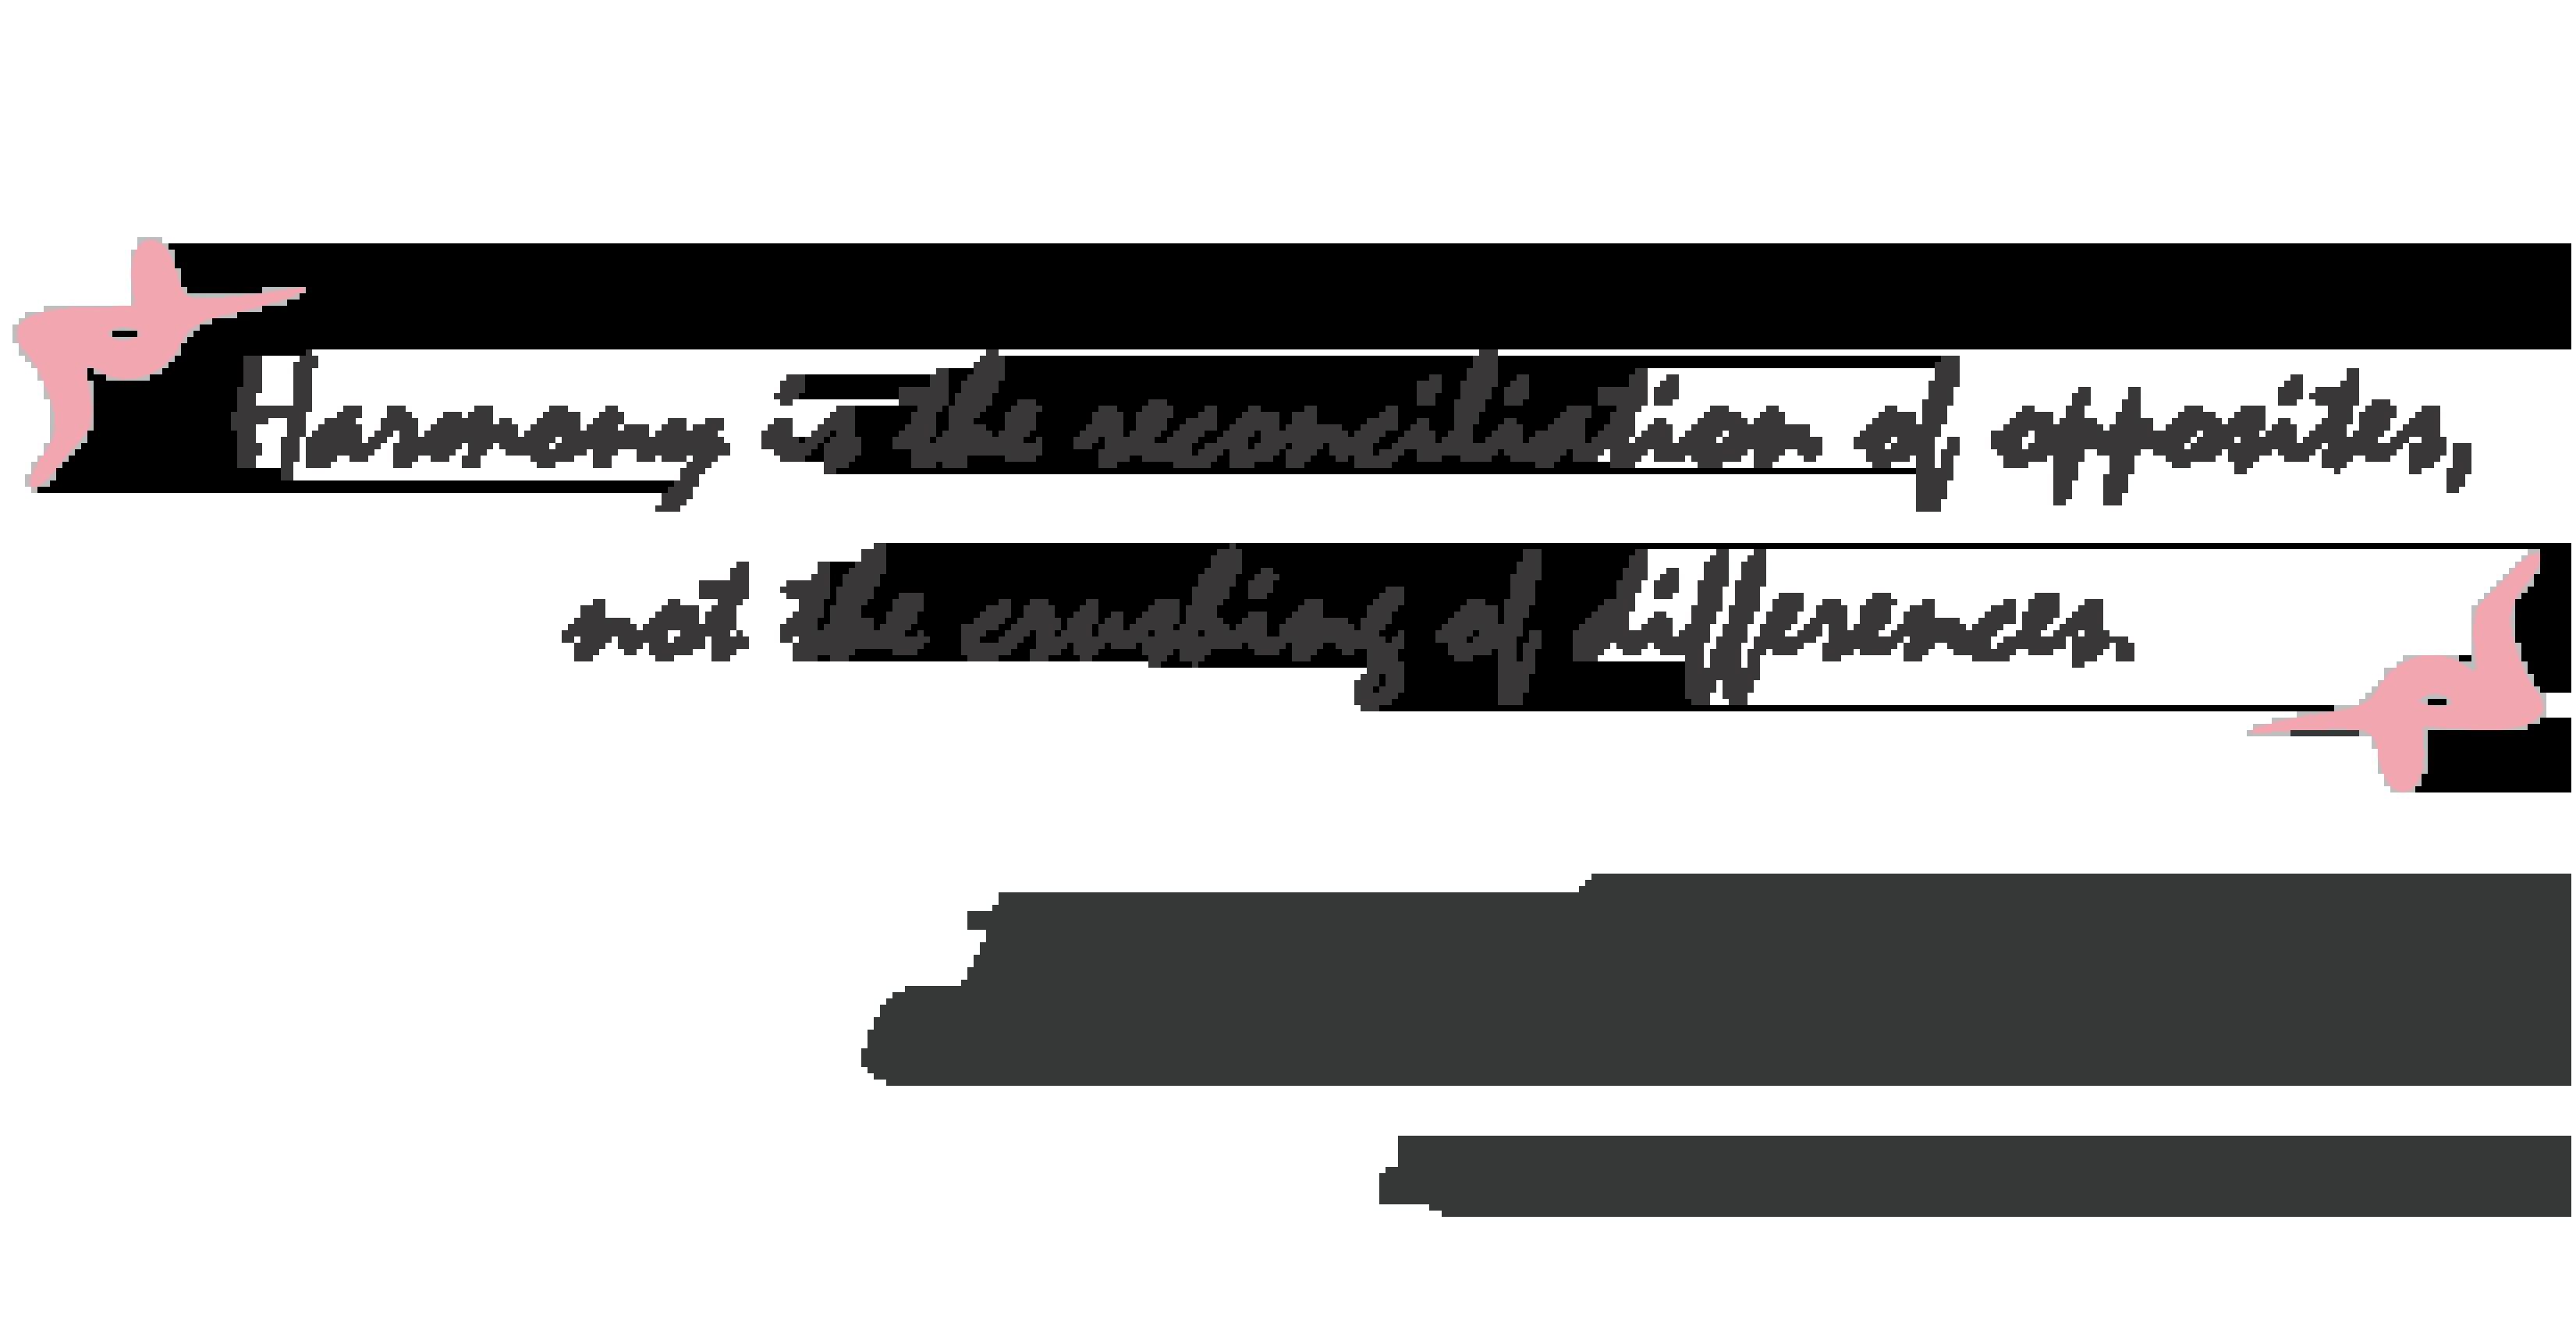 Harmony is the reconciliation of opposites,
not the crushing of differences.